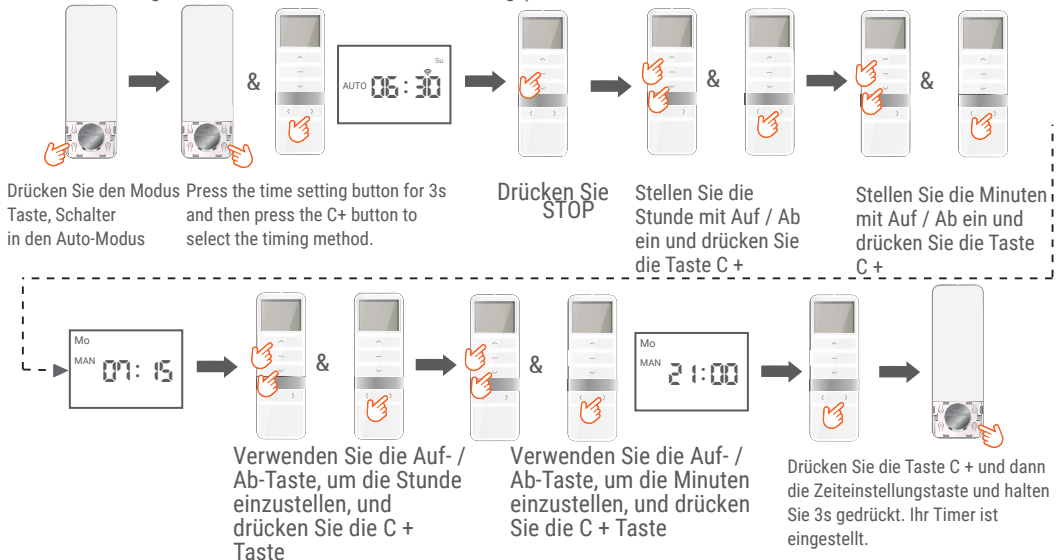 &
AUTO
06:30
Su
&
&
Drücken Sie den Modus
Taste, Schalter
in den Auto-Modus
Press the time setting button for 3s
and then press the C+ button to
select the timing method.
Drücken Sie
STOP
Stellen Sie die
Stunde mit Auf / Ab
ein und drücken Sie
die Taste C +
Stellen Sie die Minuten
mit Auf / Ab ein und
drücken Sie die Taste
C +
Mo
MAN
07:15
&
&
Mo
MAN
21:00
Verwenden Sie die Auf- /
Ab-Taste, um die Stunde
einzustellen, und
drücken Sie die C +
Taste
Verwenden Sie die Auf- /
Ab-Taste, um die Minuten
einzustellen, und drücken
Sie die C + Taste
Drücken Sie die Taste C + und dann
die Zeiteinstellungstaste und halten
Sie 3s gedrückt. Ihr Timer ist
eingestellt.